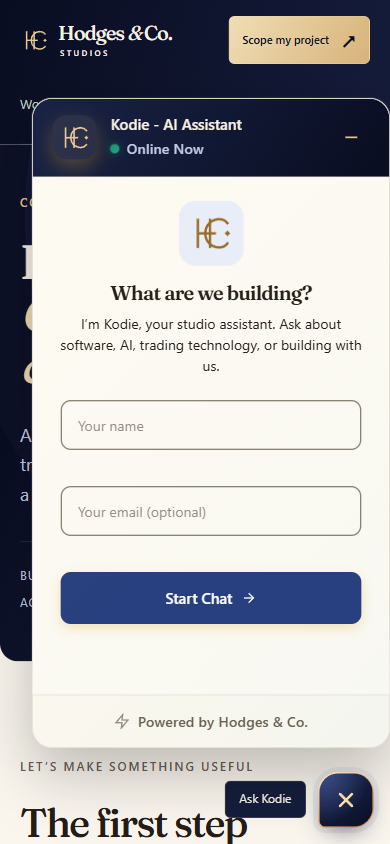 Hodges & Co.
STUDIOS
Scope my project
Kodie - AI Assistant
Online Now
What are we building?
I'm Kodie, your studio assistant. Ask about
software, AI, trading technology, or building with
us.
Your name
Your email (optional)
Start Chat
Powered by Hodges & Co.
LET'S MAKE SOMETHING USEFUL
Ask Kodie
The first step